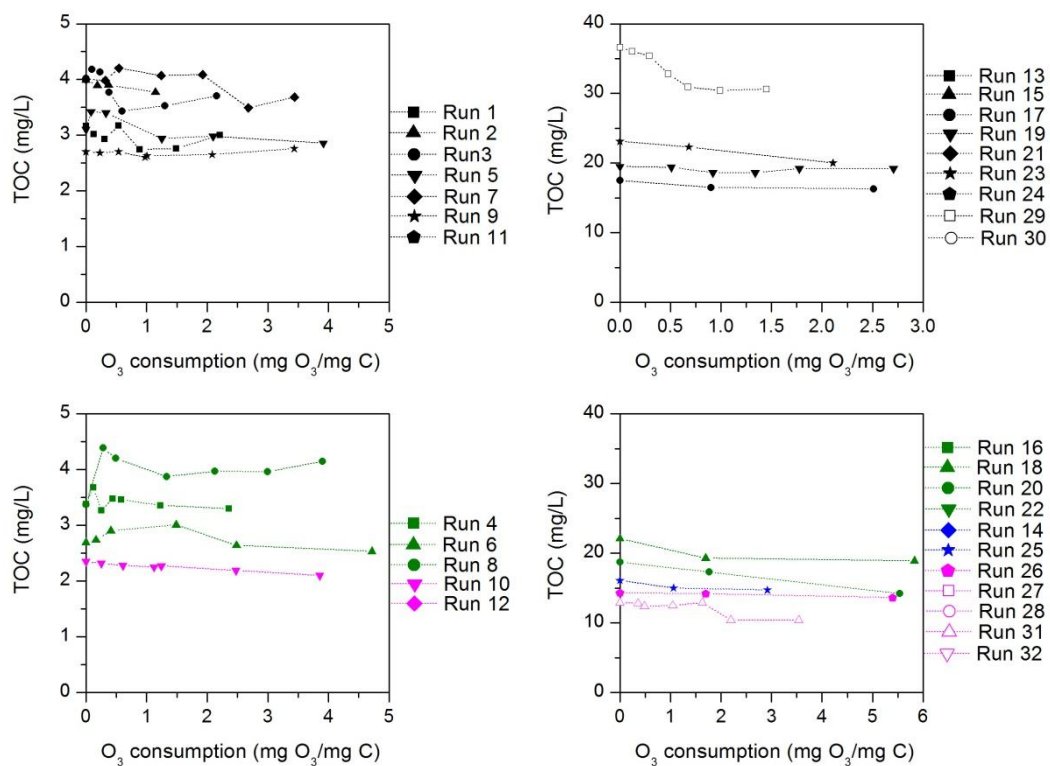 5
4
3
2
1
0
TOC (mg/L)
0 1 2 3 4 5
O3 consumption (mg O3/mg C)
Run 1
Run 2
Run3
Run 5
Run 7
Run 9
Run 11
40
30
20
10
0
TOC (mg/L)
0.0 0.5 1.0 1.5 2.0 2.5 3.0
O3 consumption (mg O3/mg C)
Run 13
Run 15
Run 17
Run 19
Run 21
Run 23
Run 24
Run 29
Run 30
5
4
3
2
1
0
TOC (mg/L)
0 1 2 3 4 5
O3 consumption (mg O3/mg C)
Run 4
Run 6
Run 8
Run 10
Run 12
40
30
20
10
0
TOC (mg/L)
0 1 2 3 4 5 6
O3 consumption (mg O3/mg C)
Run 16
Run 18
Run 20
Run 22
Run 14
Run 25
Run 26
Run 27
Run 28
Run 31
Run 32